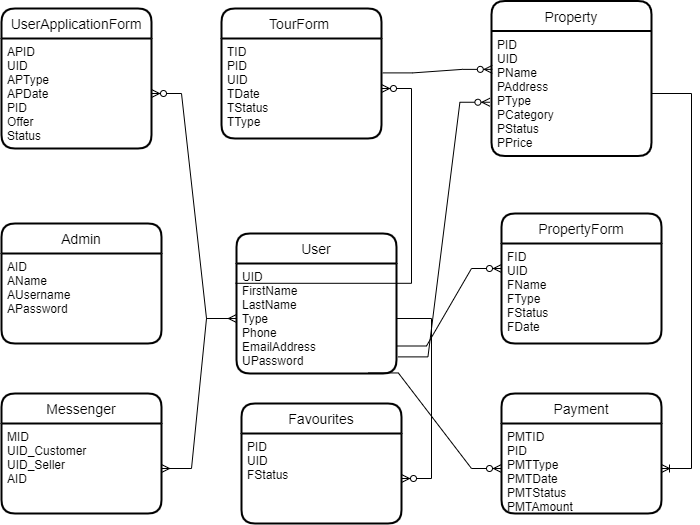 UserApplicationForm
APID
UID
APType
APDate
PID
Offer
Status
TourForm
TID
PID
UID
TDate
TStatus
TType
Property
PID
UID
PName
PAddress
PType
PCategory
PStatus
PPrice
Admin
AID
AName
AUsername
APassword
User
UID
FirstName
LastName
Type
Phone
EmailAddress
UPassword
PropertyForm
FID
UID
FName
FType
FStatus
FDate
Messenger
MID
UID_Customer
UID_Seller
AID
Favourites
PID
UID
FStatus
Payment
PMTID
PID
PMTType
PMTDate
PMTStatus
PMTAmount